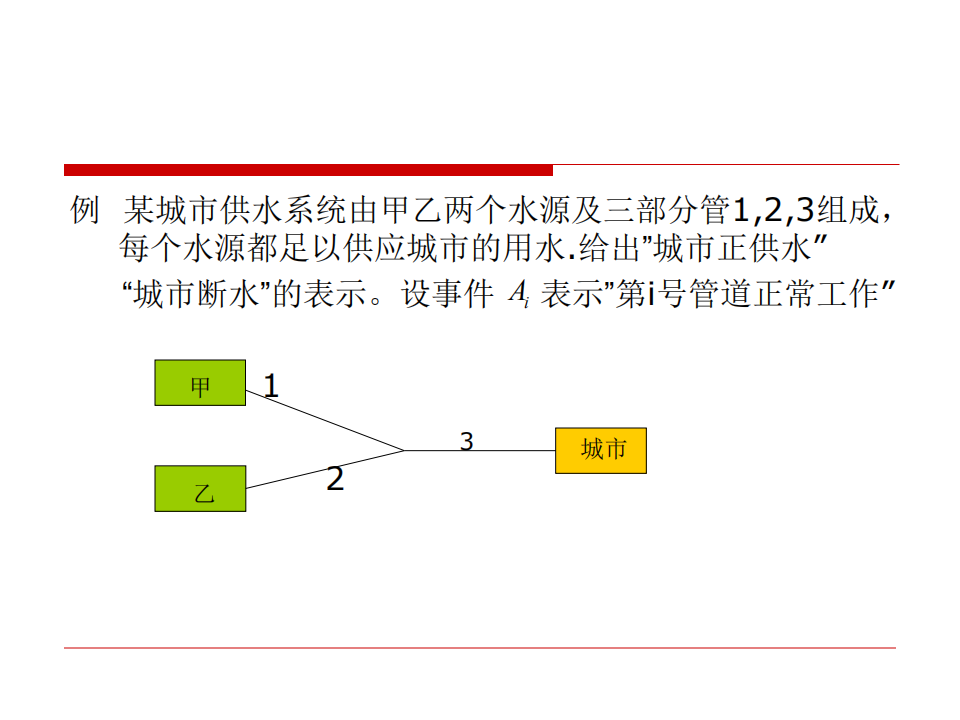 例 某城市供水系统由甲乙两个水源及三部分管1,2,3组成，
每个水源都足以供应城市的用水.给出”城市正供水”
“城市断水”的表示。设事件 Ai 表示”第i号管道正常工作”
甲
1
3
城市
2
乙